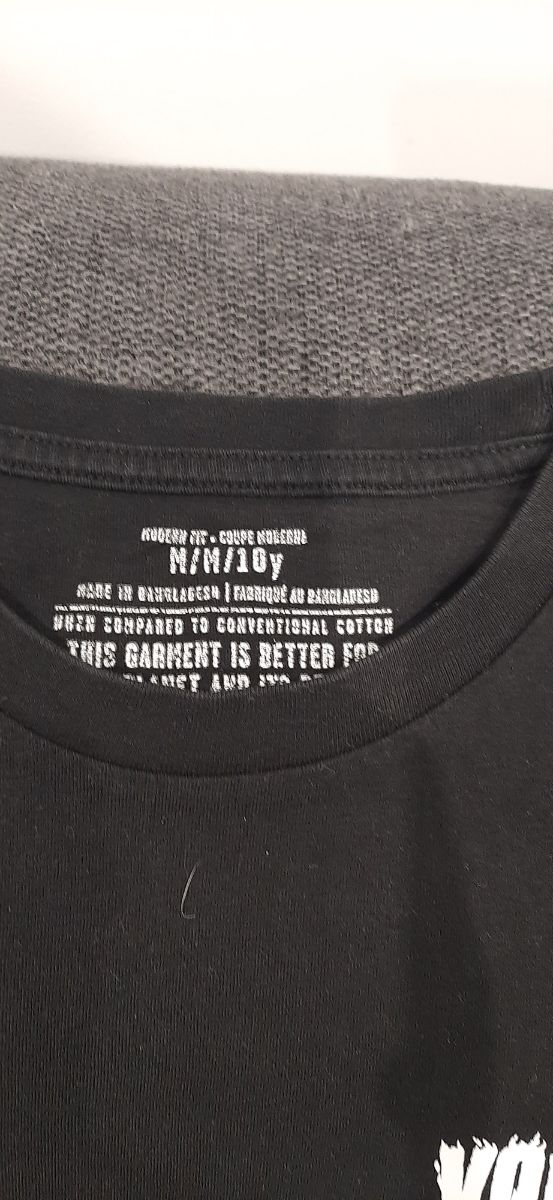 MODERN FIT • COUPE MODERNE
M/M/10y
MADE IN BANGLADESH | FABRIQUÉ AU BANGLADESH
WHEN COMPARED TO CONVENTIONAL COTTON
THIS GARMENT IS BETTER FOR
PLANET AND ITS